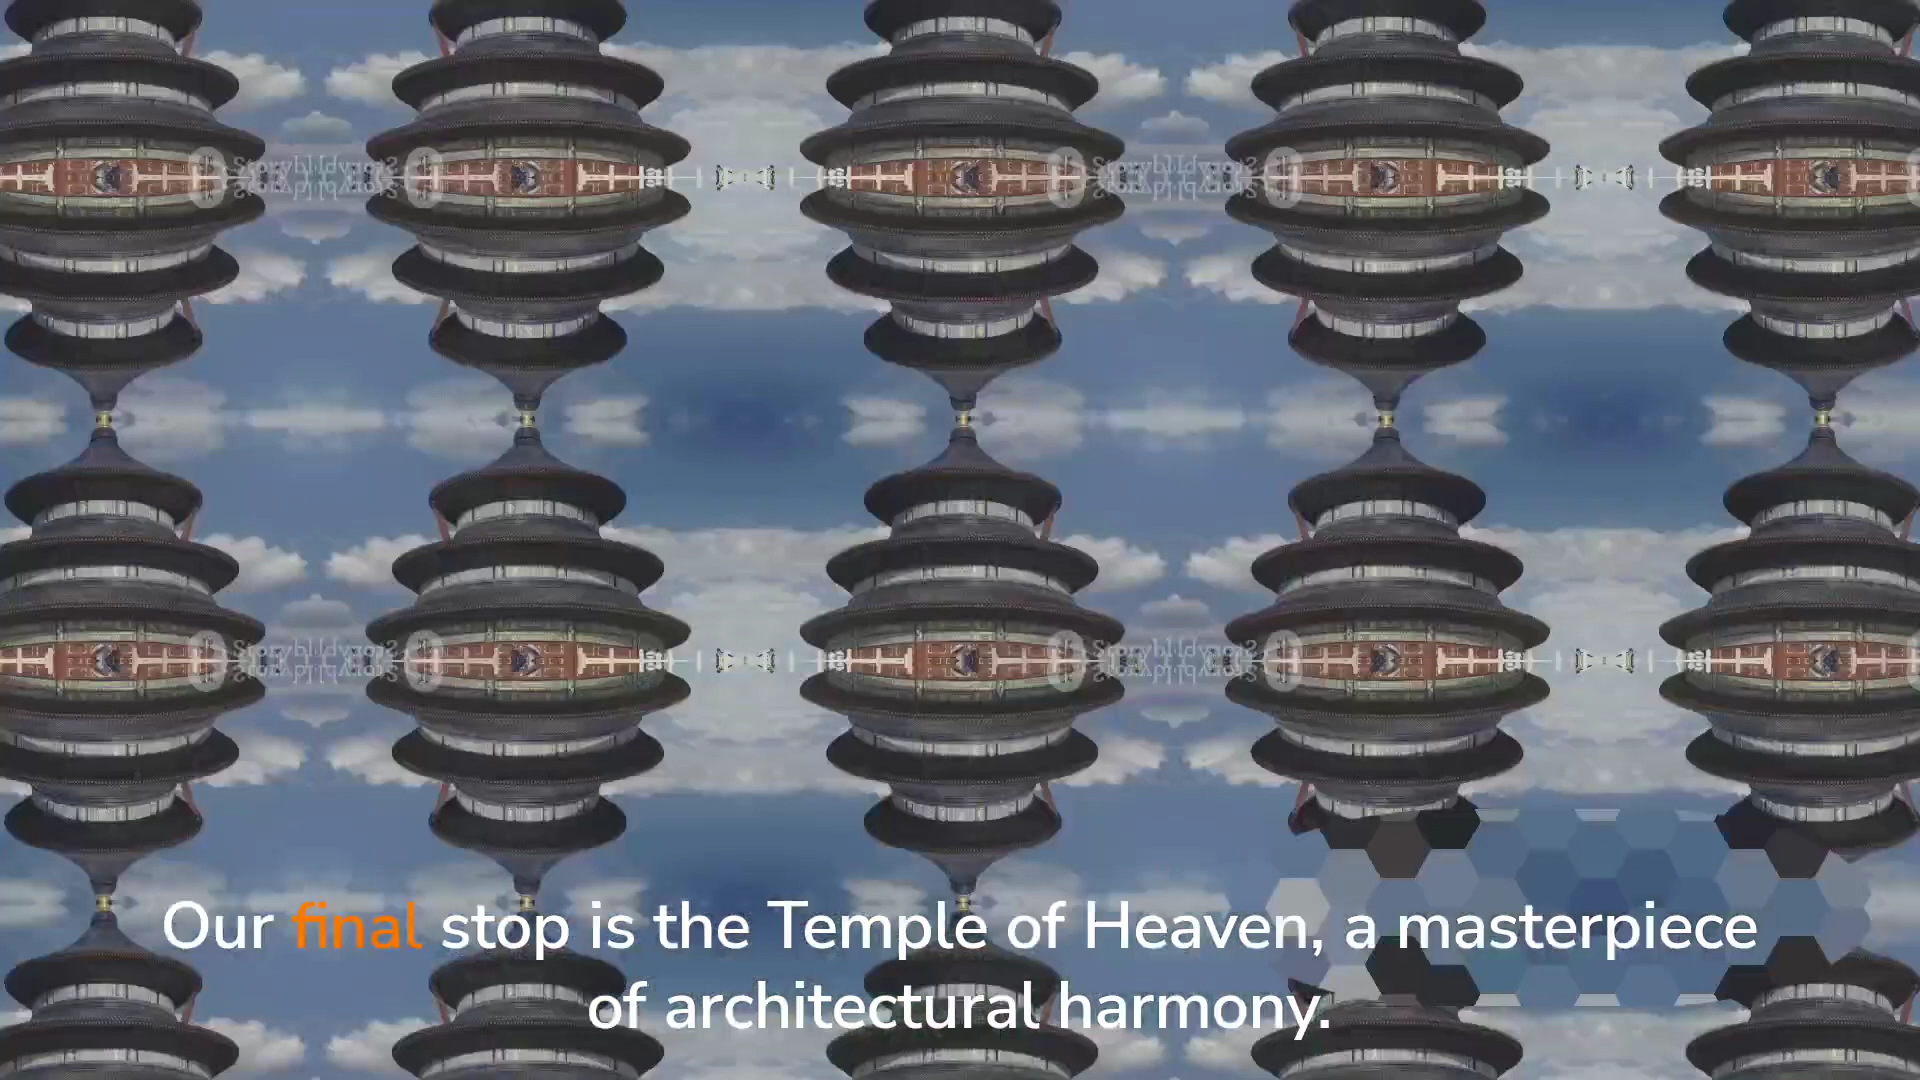 Our final stop is the Temple of Heaven, a masterpiece
of architectural harmony.